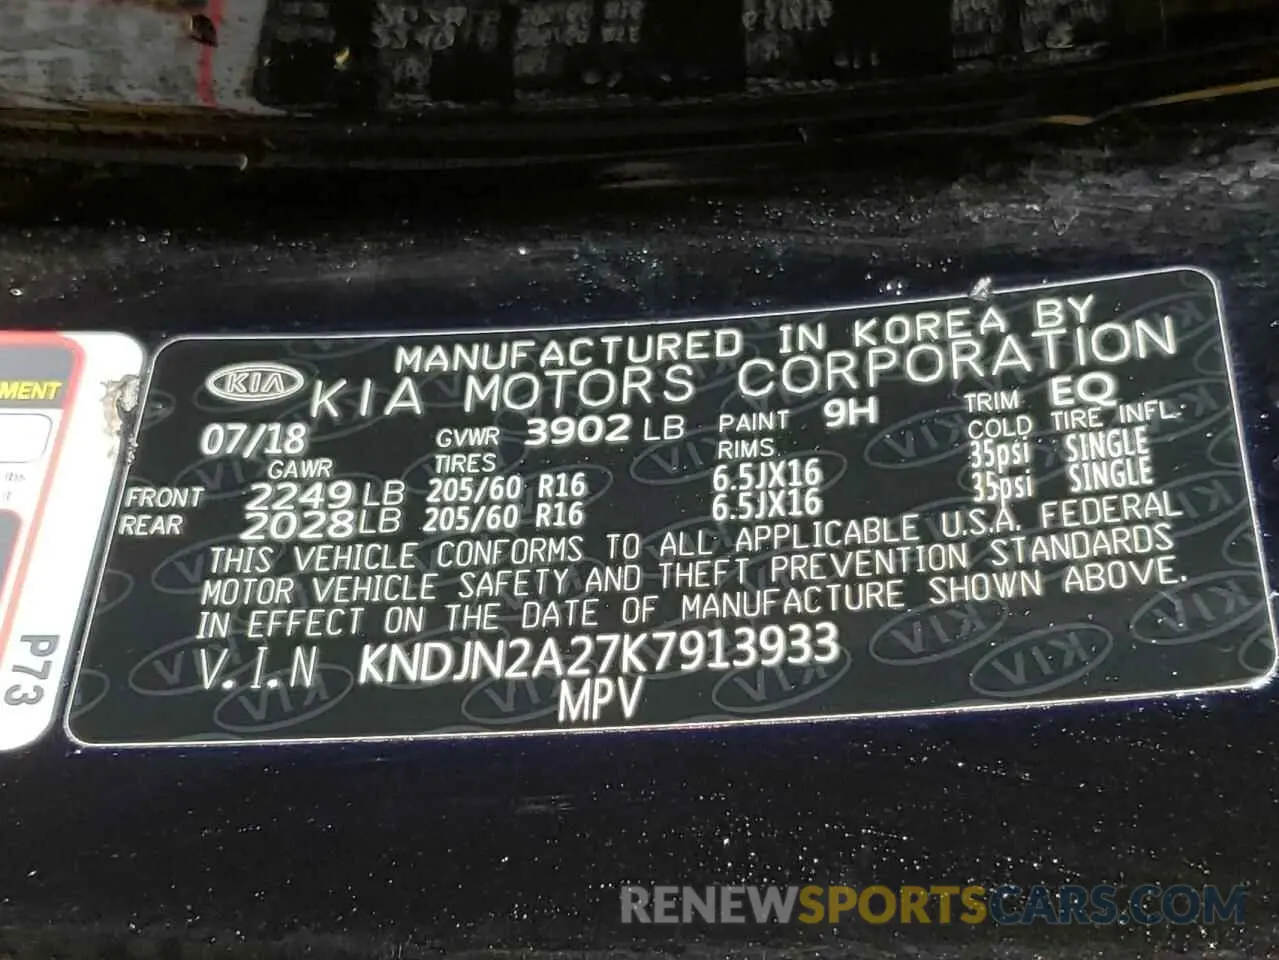 MANUFACTURED IN KOREA BY
KIA KIA MOTORS CORPORATION
07/18 GVWR 3902 LB PAINT 9H TRIM EQ
GAWR TIRES RIMS COLD TIRE INFL.
FRONT 2249 LB 205/60 R16 6.5JX16 35psi SINGLE
REAR 2028 LB 205/60 R16 6.5JX16 35psi SINGLE
THIS VEHICLE CONFORMS TO ALL APPLICABLE U.S.A. FEDERAL
MOTOR VEHICLE SAFETY AND THEFT PREVENTION STANDARDS
IN EFFECT ON THE DATE OF MANUFACTURE SHOWN ABOVE.
V.I.N KNDJN2A27K7913933
MPV
MENT
P73
RENEWSPORTSCARS.COM